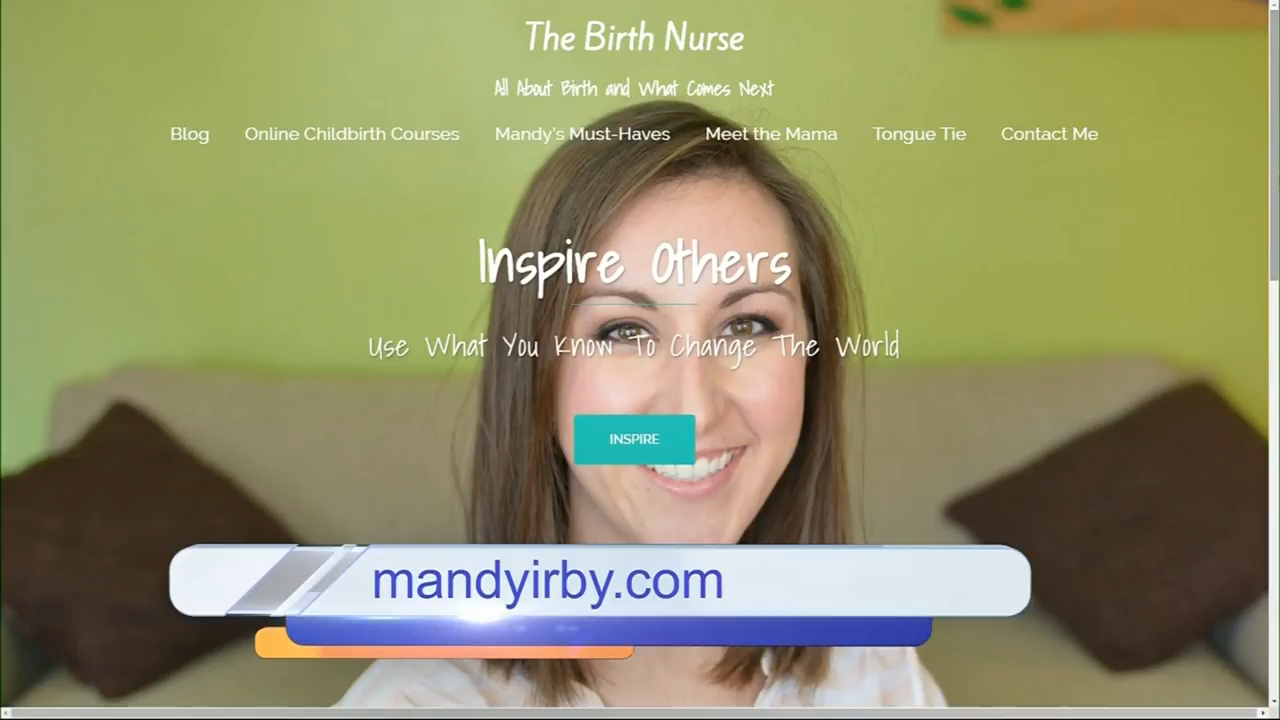 The Birth Nurse
All About Birth and What Comes Next
Blog Online Childbirth Courses Mandy's Must-Haves Meet the Mama Tongue Tie Contact Me
Inspire Others
Use What You Know To Change The World
INSPIRE
mandyirby.com